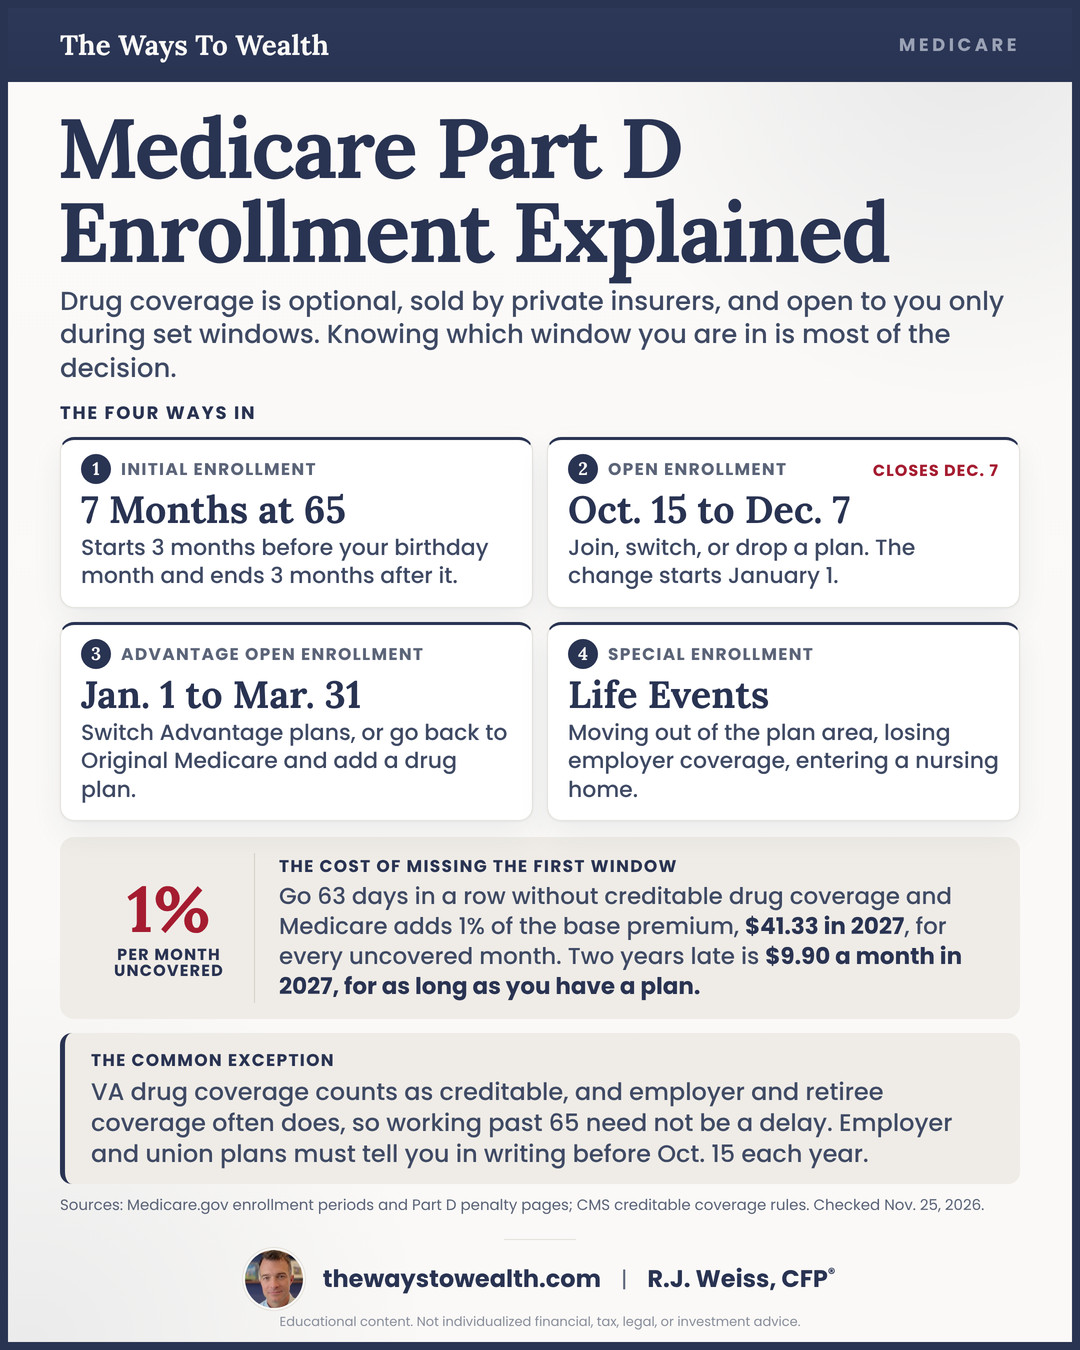 The Ways To Wealth
MEDICARE
Medicare Part D
Enrollment Explained
Drug coverage is optional, sold by private insurers, and open to you only
during set windows. Knowing which window you are in is most of the
decision.
THE FOUR WAYS IN
1 INITIAL ENROLLMENT
7 Months at 65
Starts 3 months before your birthday
month and ends 3 months after it.
2 OPEN ENROLLMENT
CLOSES DEC. 7
Oct. 15 to Dec. 7
Join, switch, or drop a plan. The
change starts January 1.
3 ADVANTAGE OPEN ENROLLMENT
Jan. 1 to Mar. 31
Switch Advantage plans, or go back to
Original Medicare and add a drug
plan.
4 SPECIAL ENROLLMENT
Life Events
Moving out of the plan area, losing
employer coverage, entering a nursing
home.
1%
PER MONTH
UNCOVERED
THE COST OF MISSING THE FIRST WINDOW
Go 63 days in a row without creditable drug coverage and
Medicare adds 1% of the base premium, $41.33 in 2027, for
every uncovered month. Two years late is $9.90 a month in
2027, for as long as you have a plan.
THE COMMON EXCEPTION
VA drug coverage counts as creditable, and employer and retiree
coverage often does, so working past 65 need not be a delay. Employer
and union plans must tell you in writing before Oct. 15 each year.
Sources: Medicare.gov enrollment periods and Part D penalty pages; CMS creditable coverage rules. Checked Nov. 25, 2026.
thewaystowealth.com | R.J. Weiss, CFP®
Educational content. Not individualized financial, tax, legal, or investment advice.